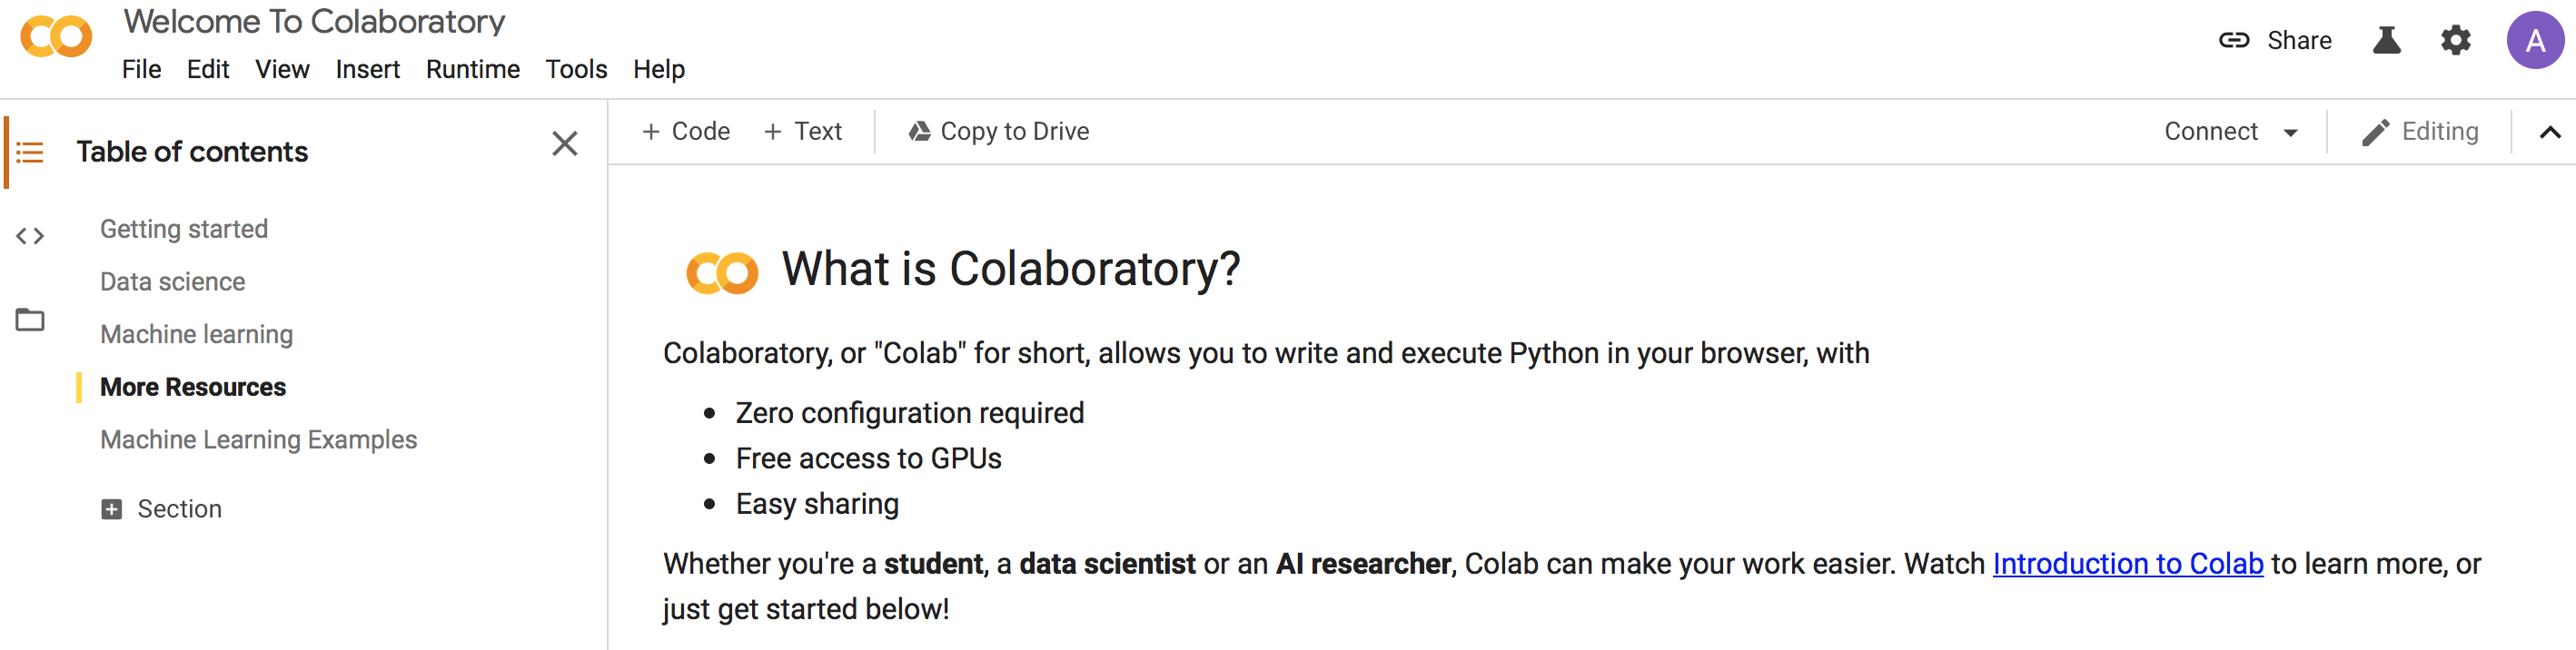 Welcome To Colaboratory
File Edit View Insert Runtime Tools Help
Share
A
Table of contents
Getting started
Data science
Machine learning
More Resources
Machine Learning Examples
Section
+ Code + Text Copy to Drive
Connect Editing
What is Colaboratory?
Colaboratory, or "Colab" for short, allows you to write and execute Python in your browser, with
• Zero configuration required
• Free access to GPUs
• Easy sharing
Whether you're a student, a data scientist or an AI researcher, Colab can make your work easier. Watch Introduction to Colab to learn more, or
just get started below!